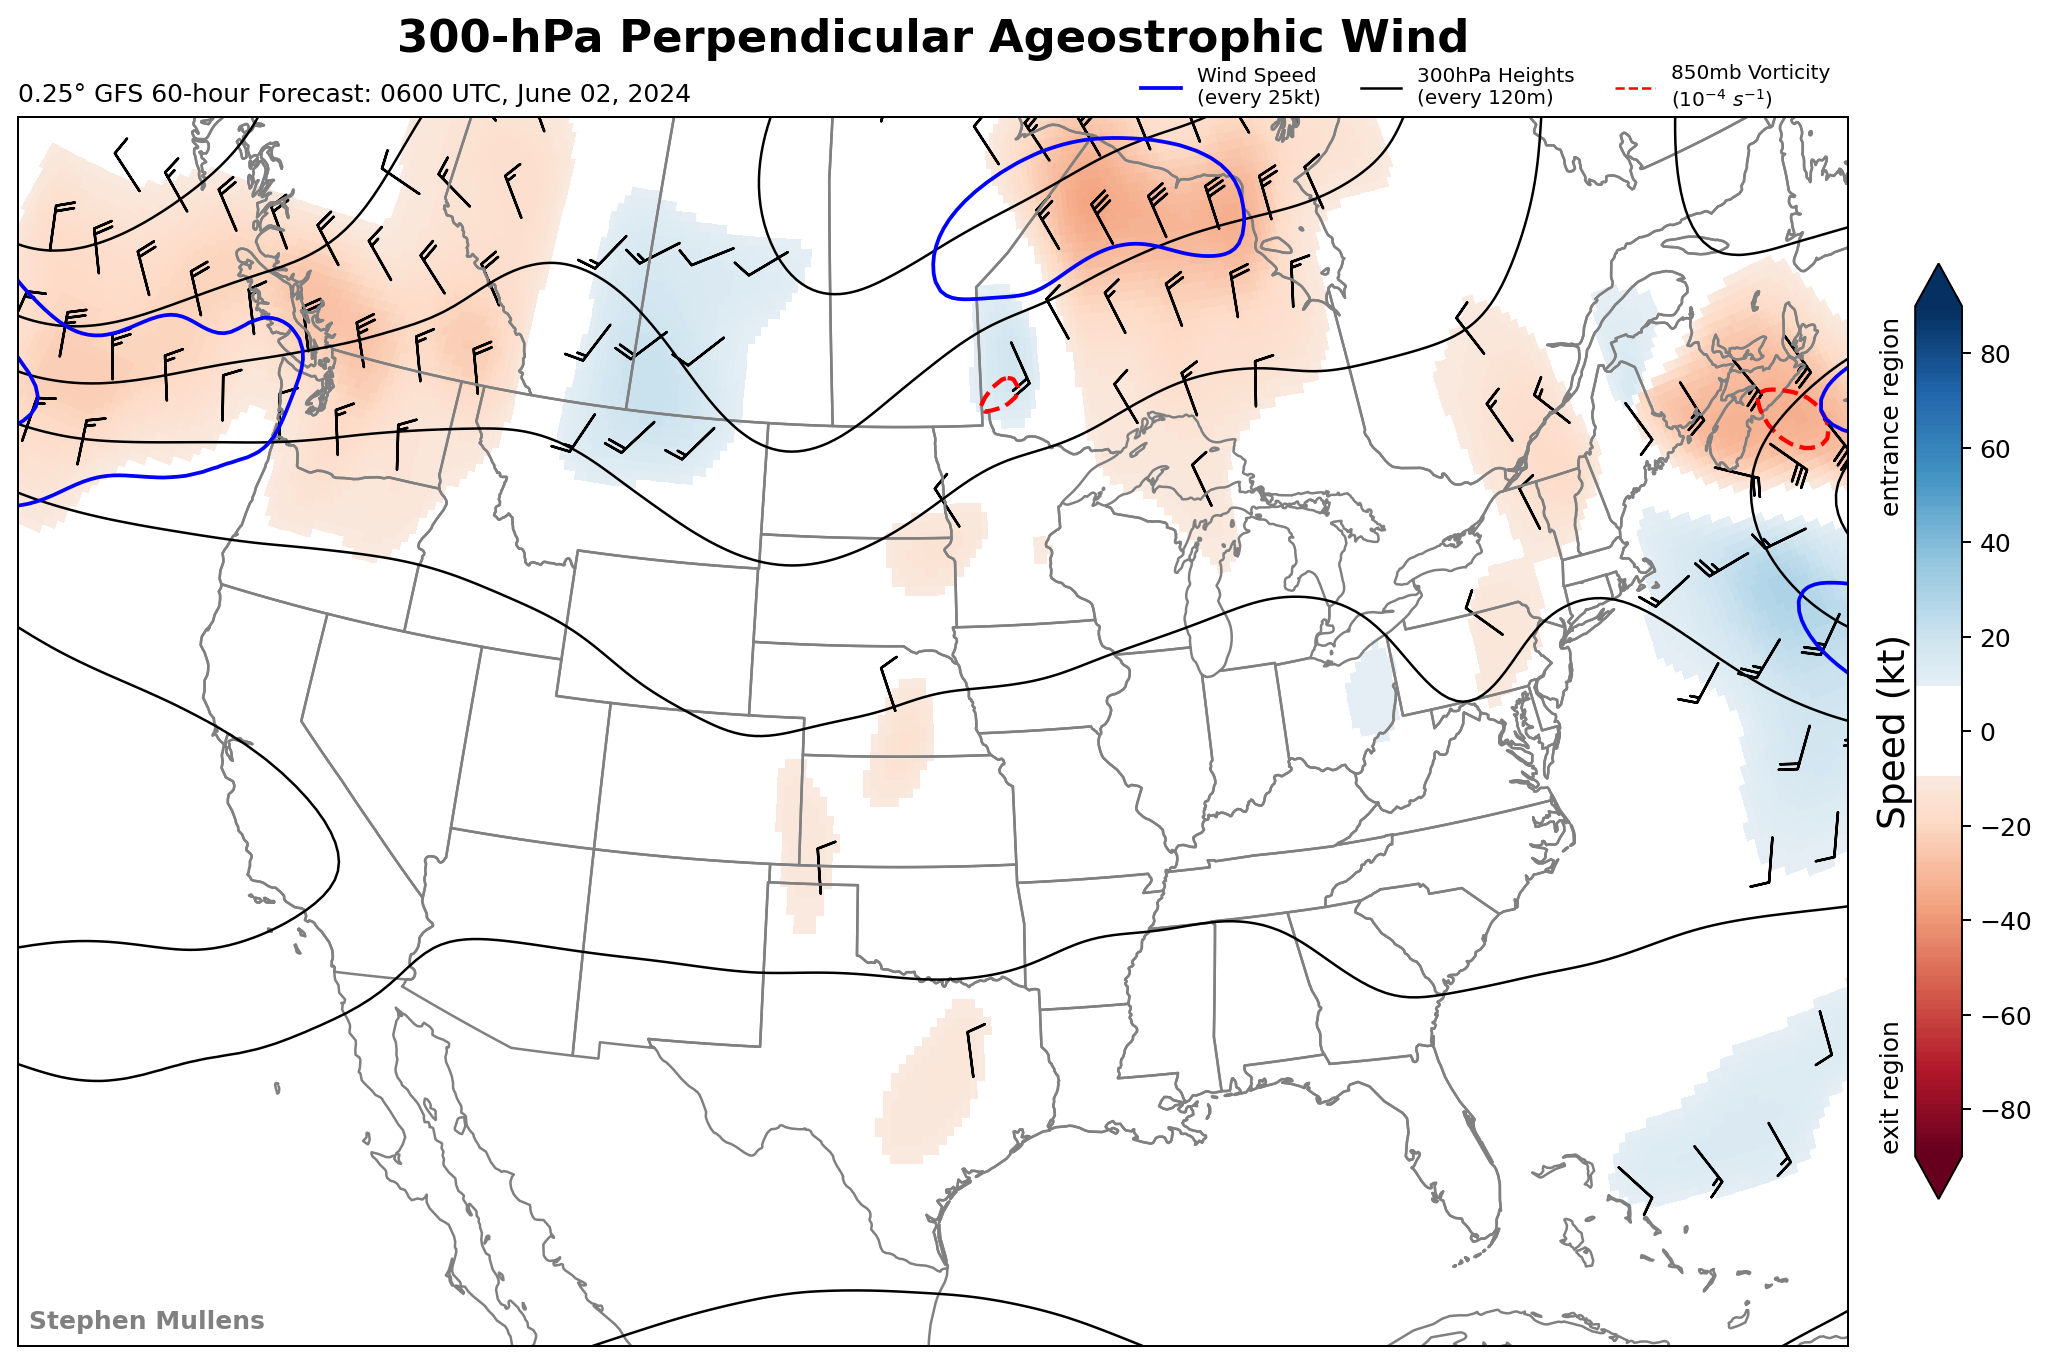 300-hPa Perpendicular Ageostrophic Wind
0.25° GFS 60-hour Forecast: 0600 UTC, June 02, 2024
Wind Speed
(every 25kt)
300hPa Heights
(every 120m)
850mb Vorticity
(10⁻⁴ s⁻¹)
entrance region
Speed (kt)
exit region
80
60
40
20
0
−20
−40
−60
−80
Stephen Mullens